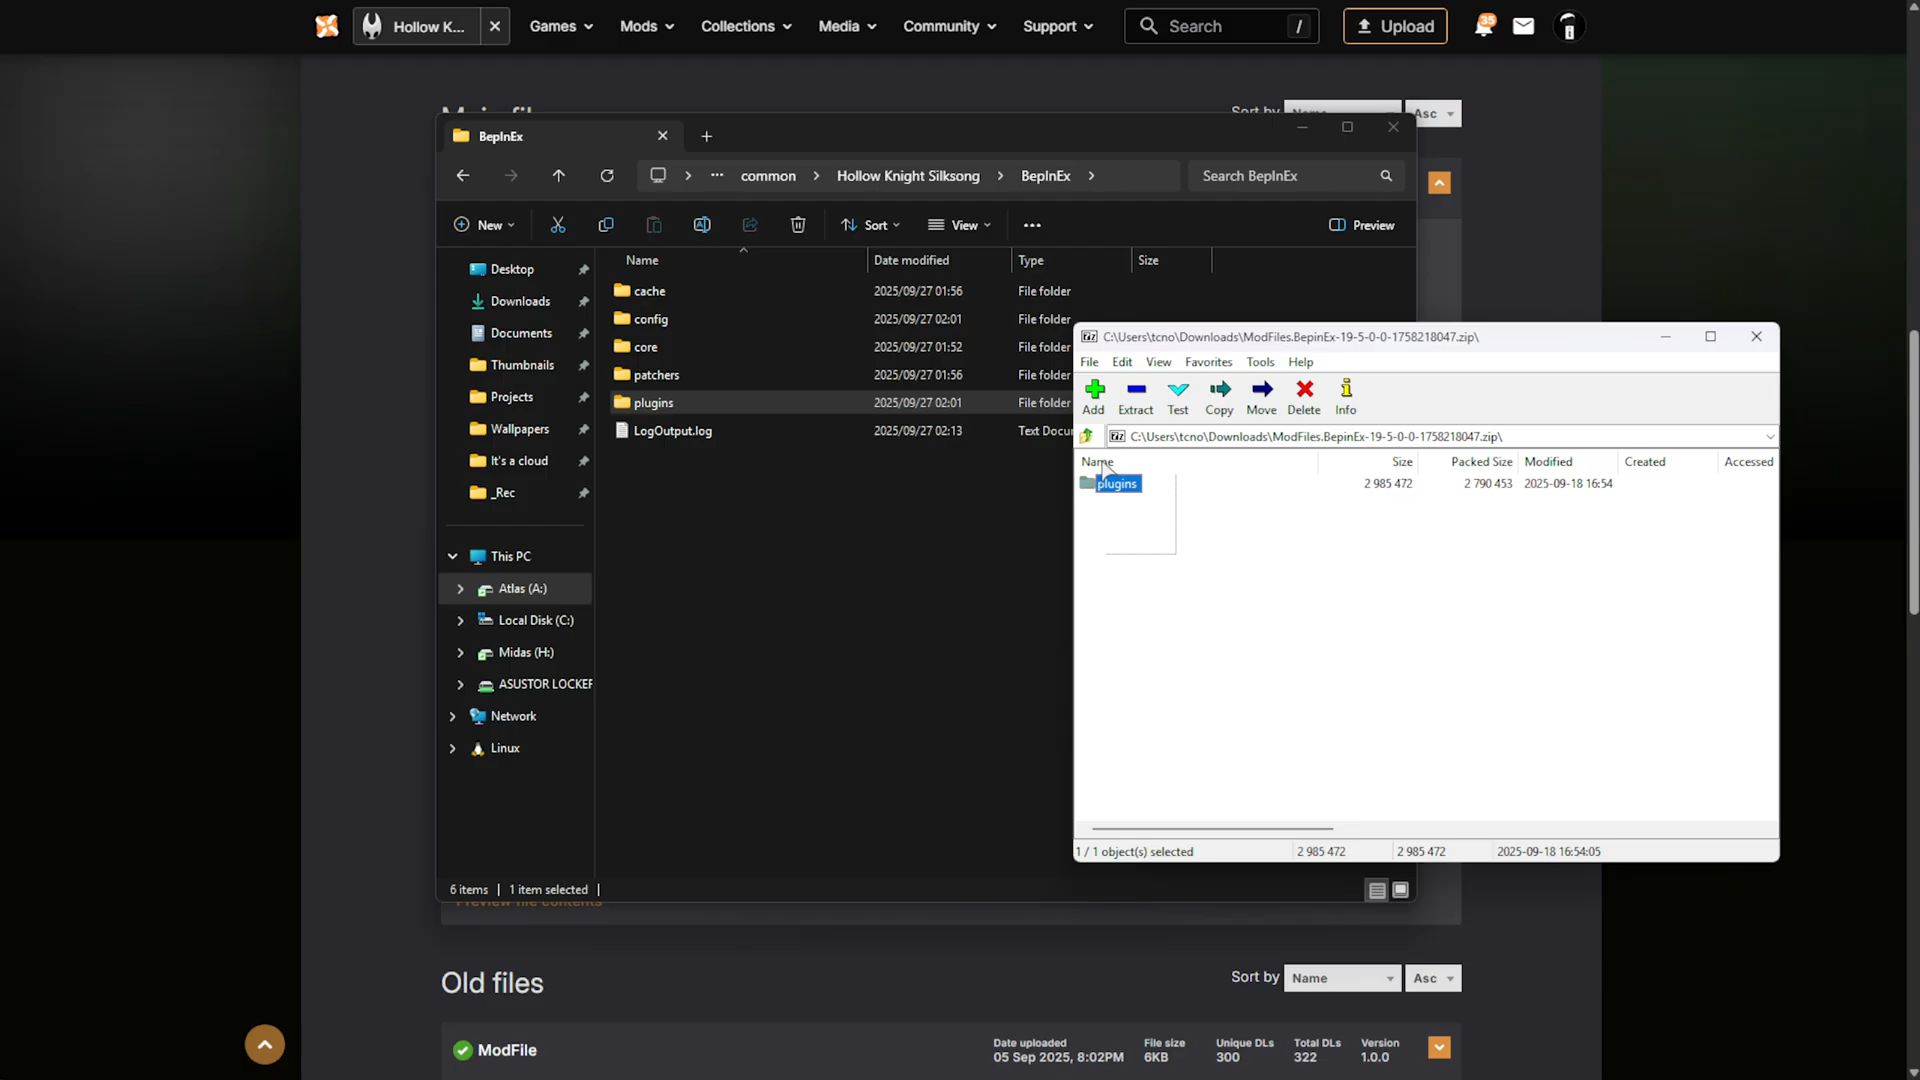 Hollow K...
Games
Mods
Collections
Media
Community
Support
Search
/
Upload
35
Sort by
Asc
BepInEx
common
Hollow Knight Silksong
BepInEx
Search BepInEx
New
Sort
View
Preview
Desktop
Downloads
Documents
Thumbnails
Projects
Wallpapers
It's a cloud
_Rec
This PC
Atlas (A:)
Local Disk (C:)
Midas (H:)
ASUSTOR LOCKER
Network
Linux
Name Date modified Type Size
cache 2025/09/27 01:56 File folder
config 2025/09/27 02:01 File folder
core 2025/09/27 01:52 File folder
patchers 2025/09/27 01:56 File folder
plugins 2025/09/27 02:01 File folder
LogOutput.log 2025/09/27 02:13 Text Docu
6 items 1 item selected
C:\Users\tcno\Downloads\ModFiles.BepinEx-19-5-0-0-1758218047.zip\
File Edit View Favorites Tools Help
Add Extract Test Copy Move Delete Info
C:\Users\tcno\Downloads\ModFiles.BepinEx-19-5-0-0-1758218047.zip\
Name Size Packed Size Modified Created Accessed
plugins 2 985 472 2 790 453 2025-09-18 16:54
1 / 1 object(s) selected 2 985 472 2 985 472 2025-09-18 16:54:05
Preview file contents
Old files
Sort by Name Asc
ModFile
Date uploaded
05 Sep 2025, 8:02PM
File size
6KB
Unique DLs
300
Total DLs
322
Version
1.0.0